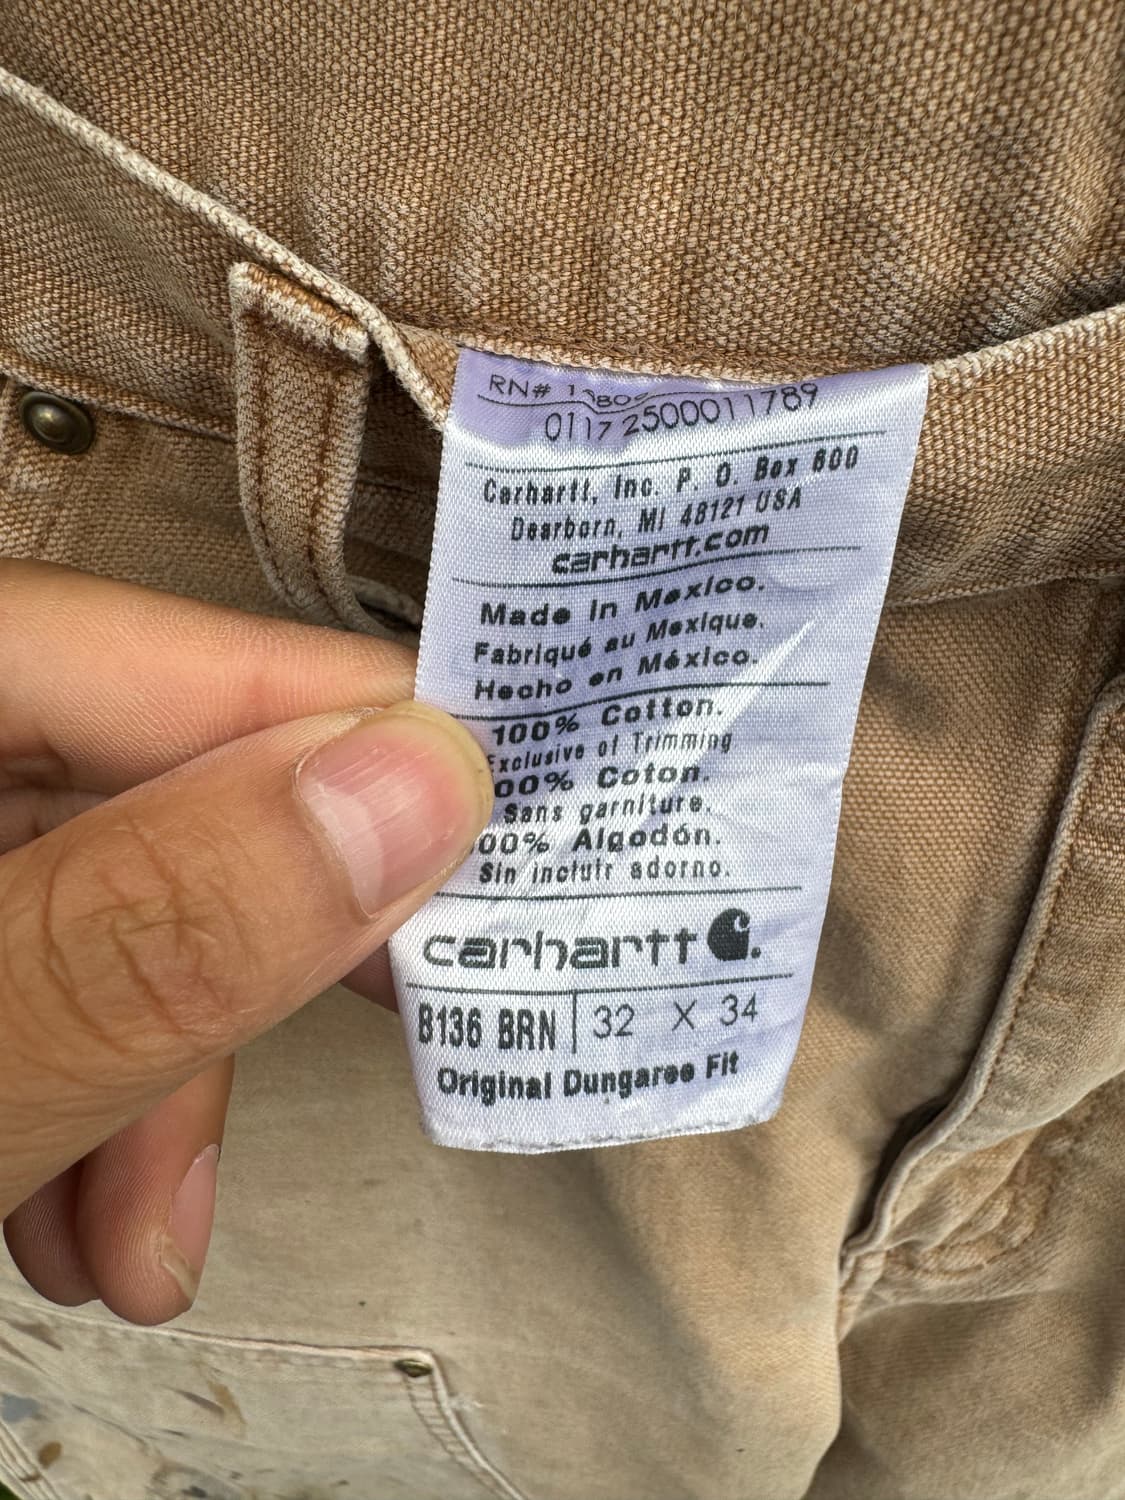 RN#
01172500011789
Carhartt, Inc. P. O. Box 600
Dearborn, MI 48121 USA
carhartt.com
Made in Mexico.
Fabriqué au Mexique.
Hecho en México.
100% Cotton.
Exclusive of Trimming
00% Coton.
Sans garniture.
00% Algodón.
Sin incluir adorno.
carhartt
B136 BRN 32 X 34
Original Dungaree Fit